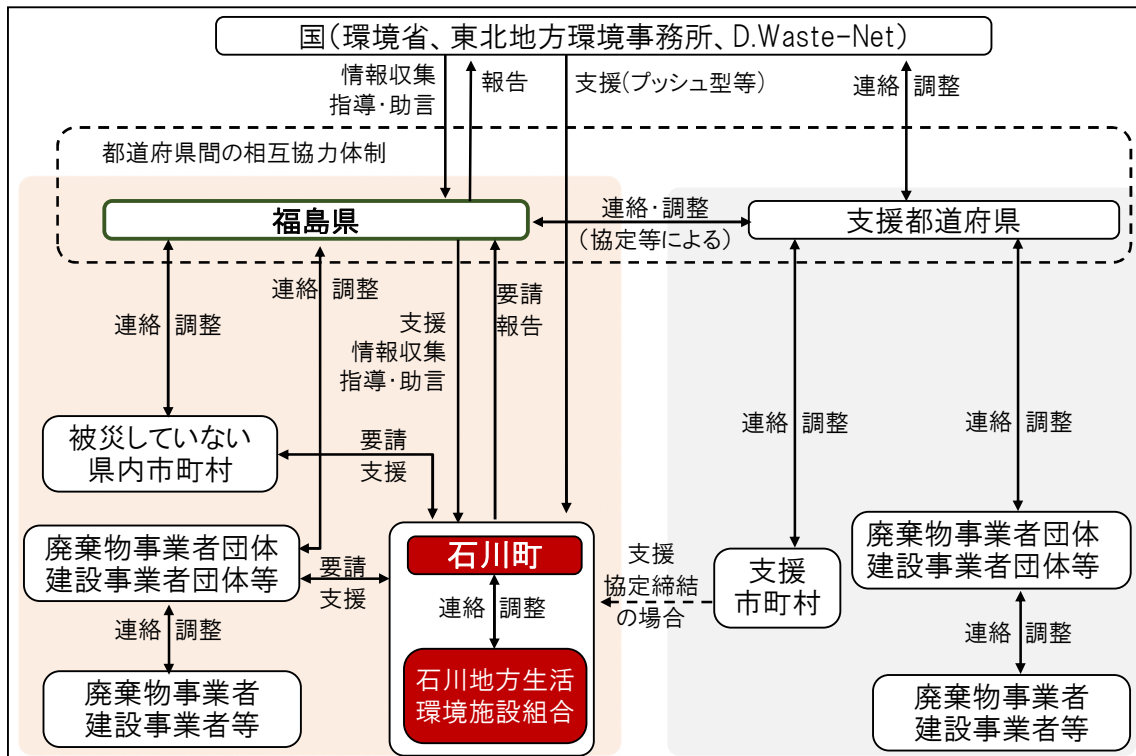 国(環境省、東北地方環境事務所、D.Waste-Net)
情報収集
指導・助言
報告
支援(プッシュ型等)
連絡 調整
都道府県間の相互協力体制
福島県
連絡・調整
(協定等による)
支援都道府県
連絡 調整
連絡 調整
支援
情報収集
指導・助言
要請
報告
連絡 調整
連絡 調整
被災していない
県内市町村
要請
支援
廃棄物事業者団体
建設事業者団体等
要請
支援
石川町
連絡 調整
石川地方生活
環境施設組合
支援
協定締結
の場合
支援
市町村
廃棄物事業者団体
建設事業者団体等
連絡 調整
廃棄物事業者
建設事業者等
連絡 調整
廃棄物事業者
建設事業者等